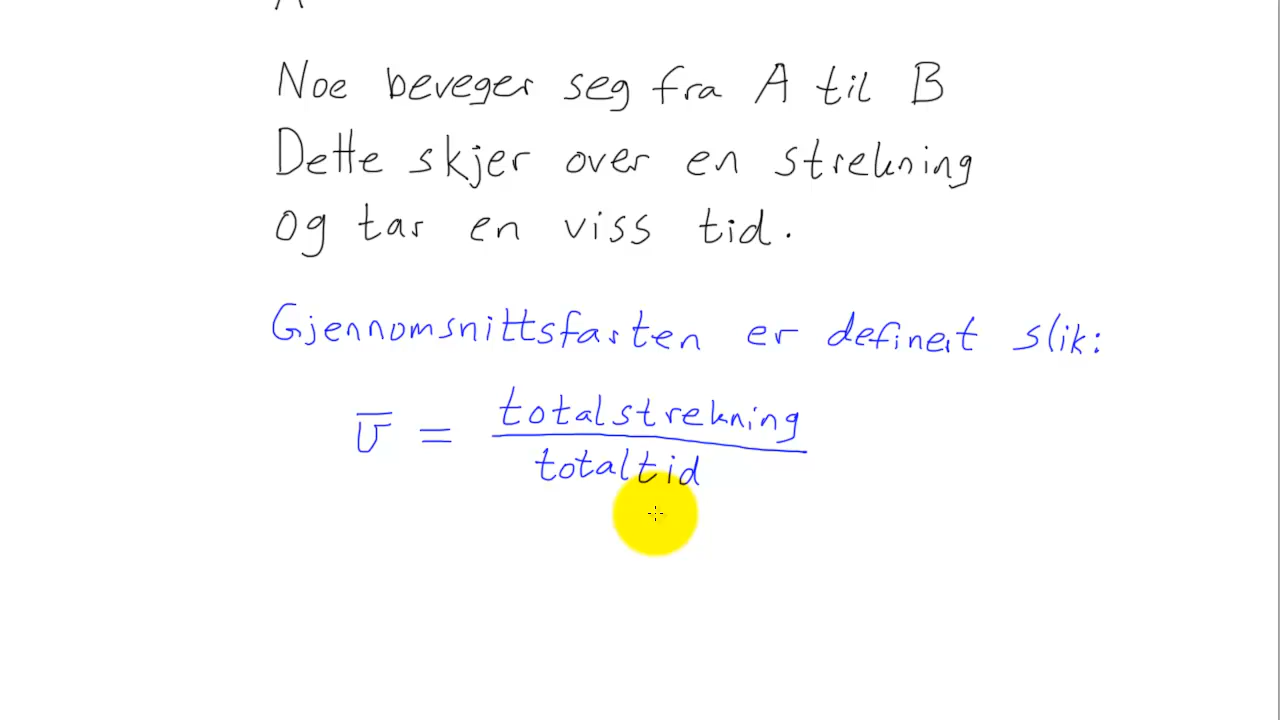 A
Noe beveger seg fra A til B
Dette skjer over en strekning
og tar en viss tid.
Gjennomsnittsfarten er definert slik:
v̅ = totalstrekning
totaltid